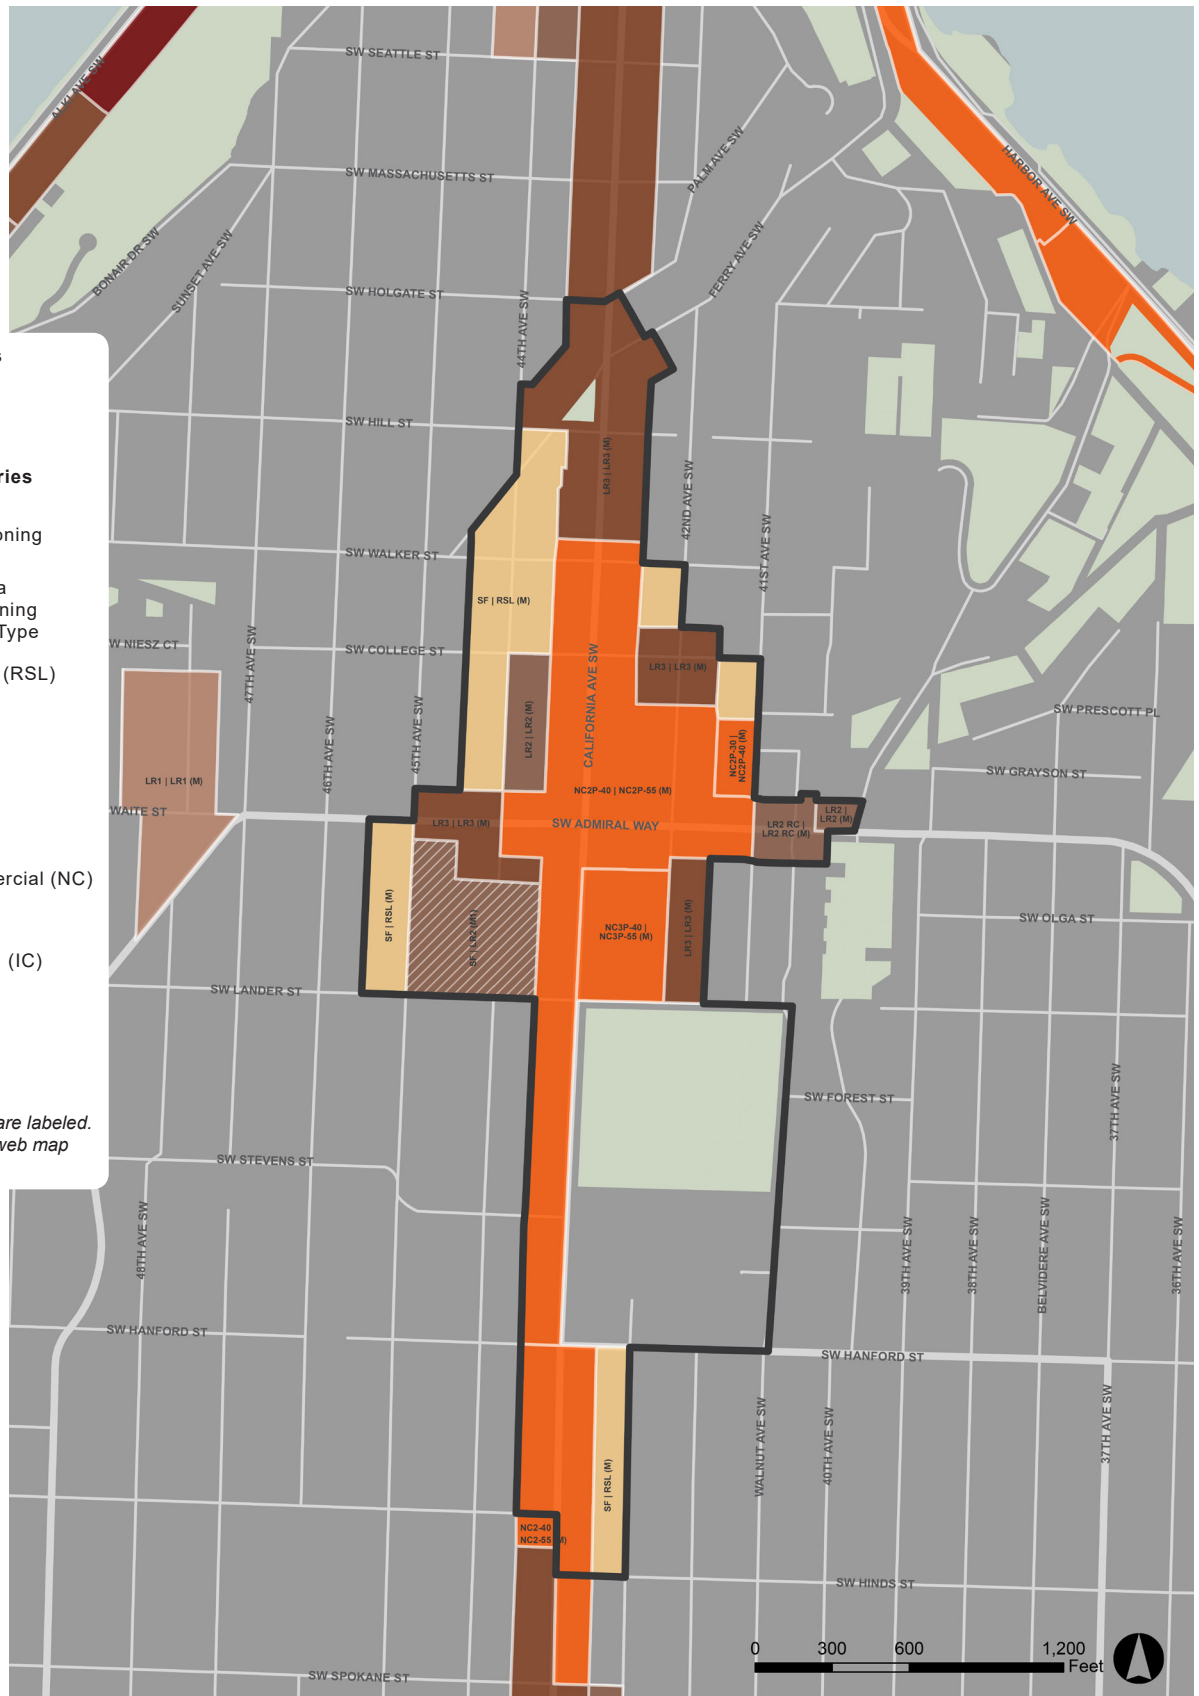 SW SEATTLE ST
ALKI AVE SW
PALM AVE SW
HARBOR AVE SW
SW MASSACHUSETTS ST
BONAIR DR SW
SUNSET AVE SW
FERRY AVE SW
SW HOLGATE ST
44TH AVE SW
SW HILL ST
LR3 | LR3 (M)
42ND AVE SW
41ST AVE SW
SW WALKER ST
SF | RSL (M)
ries
oning
a
ning
Type
(RSL)
W NIESZ CT
47TH AVE SW
SW COLLEGE ST
LR3 | LR3 (M)
CALIFORNIA AVE SW
46TH AVE SW
45TH AVE SW
LR2 | LR2 (M)
SW PRESCOTT PL
NC2P-30 |
NC2P-40 (M)
SW GRAYSON ST
LR1 | LR1 (M)
NC2P-40 | NC2P-55 (M)
WAITE ST
LR3 | LR3 (M)
SW ADMIRAL WAY
LR2 RC |
LR2 RC (M)
LR2 |
LR2 (M)
ercial (NC)
SF | RSL (M)
SF | LR2 (M1)
NC3P-40 |
NC3P-55 (M)
LR3 | LR3 (M)
SW OLGA ST
(IC)
SW LANDER ST
SW FOREST ST
37TH AVE SW
are labeled.
web map
SW STEVENS ST
48TH AVE SW
39TH AVE SW
38TH AVE SW
BELVIDERE AVE SW
36TH AVE SW
SW HANFORD ST
SW HANFORD ST
WALNUT AVE SW
40TH AVE SW
37TH AVE SW
SF | RSL (M)
NC2-40
NC2-55 (M)
SW HINDS ST
SW SPOKANE ST
0 300 600 1,200
Feet